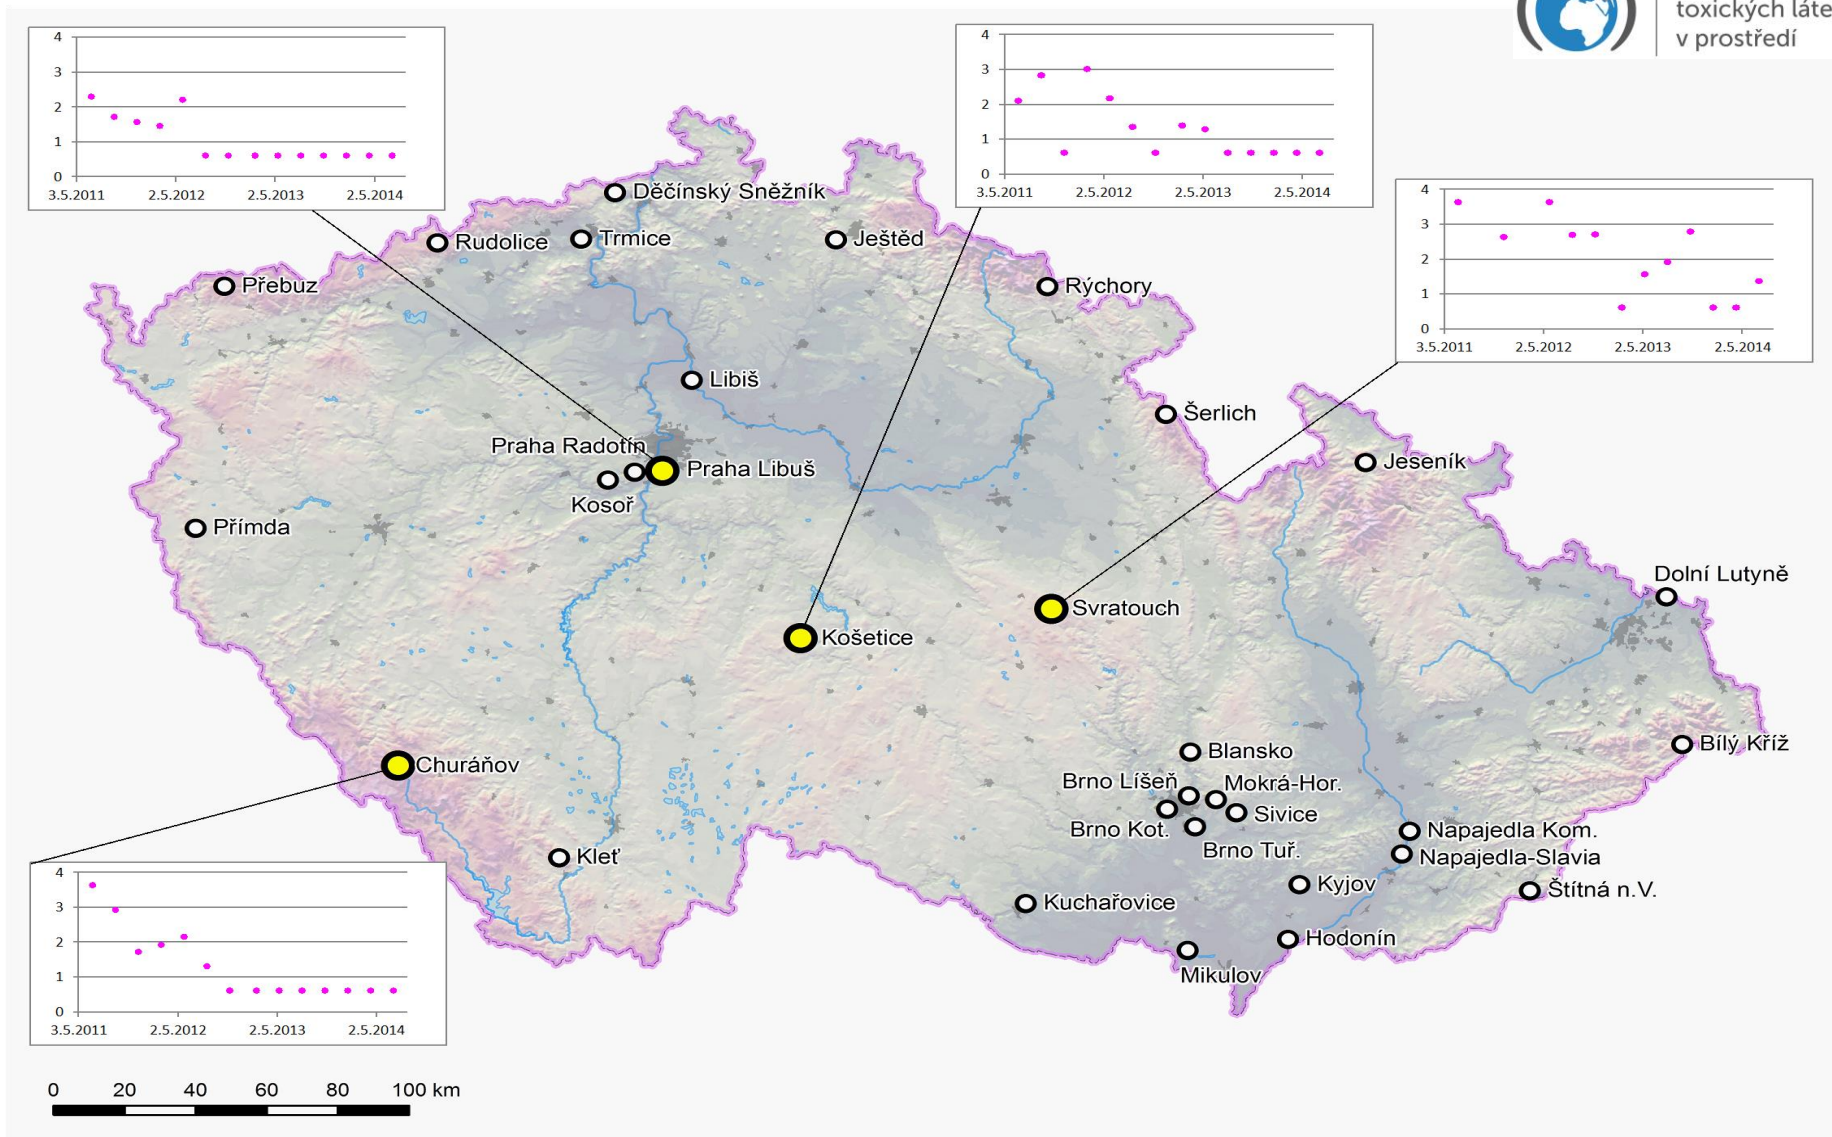 toxických láte
v prostředí
4
3
2
1
0
3.5.2011 2.5.2012 2.5.2013 2.5.2014
4
3
2
1
0
3.5.2011 2.5.2012 2.5.2013 2.5.2014
4
3
2
1
0
3.5.2011 2.5.2012 2.5.2013 2.5.2014
Děčínský Sněžník
Rudolice
Trmice
Ještěd
Přebuz
Rýchory
Libiš
Šerlich
Praha Radotín
Praha Libuš
Jeseník
Kosoř
Přímda
Dolní Lutyně
Svratouch
Košetice
Bílý Kříž
Blansko
Churáňov
Brno Líšeň
Mokrá-Hor.
Sivice
Brno Kot.
Napajedla Kom.
Brno Tuř.
Napajedla-Slavia
Kleť
Kyjov
Štítná n.V.
Kuchařovice
Hodonín
Mikulov
4
3
2
1
0
3.5.2011 2.5.2012 2.5.2013 2.5.2014
0 20 40 60 80 100 km